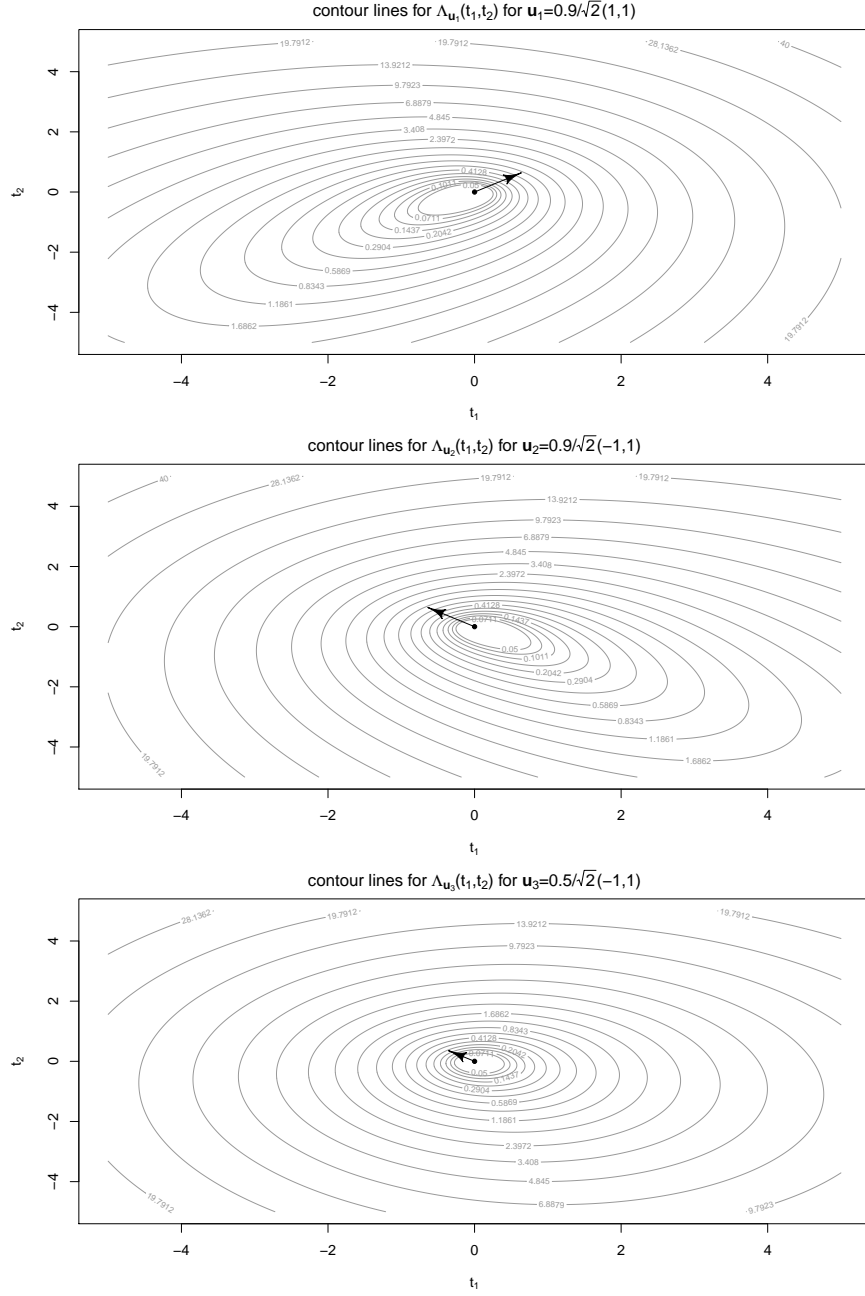 contour lines for Λu₁(t₁,t₂) for u₁=0.9/√2(1,1)
19.7912 19.7912 28.1362 40
13.9212
9.7923
6.8879
4.845
3.408
2.3972
0.4128
0.1011 0.05
0.0711
0.1437 0.2042
0.2904
0.5869
0.8343
1.1861
1.6862
19.7912
t₂
−4 −2 0 2 4
−4 −2 0 2 4
t₁
contour lines for Λu₂(t₁,t₂) for u₂=0.9/√2(−1,1)
40 28.1362 19.7912 19.7912
13.9212
9.7923
6.8879
4.845
3.408
2.3972
0.4128
0.0711 0.1437
0.05 0.1011
0.2042
0.2904
0.5869
0.8343
1.1861
1.6862
19.7912
t₂
−4 −2 0 2 4
−4 −2 0 2 4
t₁
contour lines for Λu₃(t₁,t₂) for u₃=0.5/√2(−1,1)
28.1362 19.7912 19.7912
13.9212
9.7923
1.6862
0.8343
0.4128
0.0711 0.2042
0.05 0.1437
0.2904
0.5869
1.1861
2.3972
3.408
4.845
6.8879
19.7912 9.7923
t₂
−4 −2 0 2 4
−4 −2 0 2 4
t₁